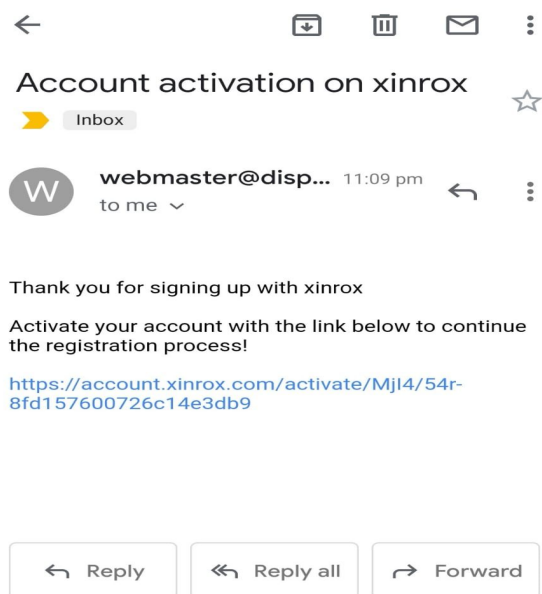 Account activation on xinrox
Inbox
W
webmaster@disp... 11:09 pm
to me
Thank you for signing up with xinrox
Activate your account with the link below to continue
the registration process!
https://account.xinrox.com/activate/MjI4/54r-
8fd157600726c14e3db9
Reply Reply all Forward